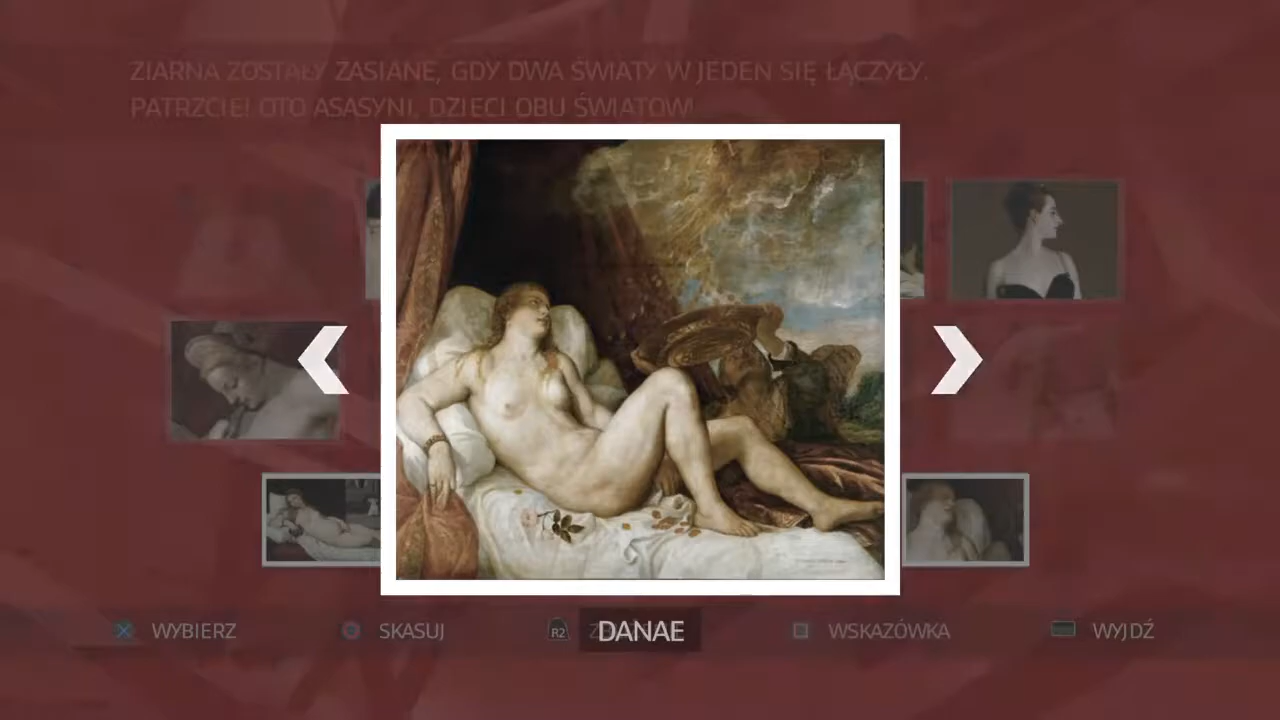 ZIARNA ZOSTAŁY ZASIANE, GDY DWA ŚWIATY W JEDEN SIĘ ŁĄCZYŁY.
PATRZCIE! OTO ASASYNI, DZIECI OBU ŚWIATÓW!
WYBIERZ
SKASUJ
R2
DANAE
WSKAZÓWKA
WYJDŹ